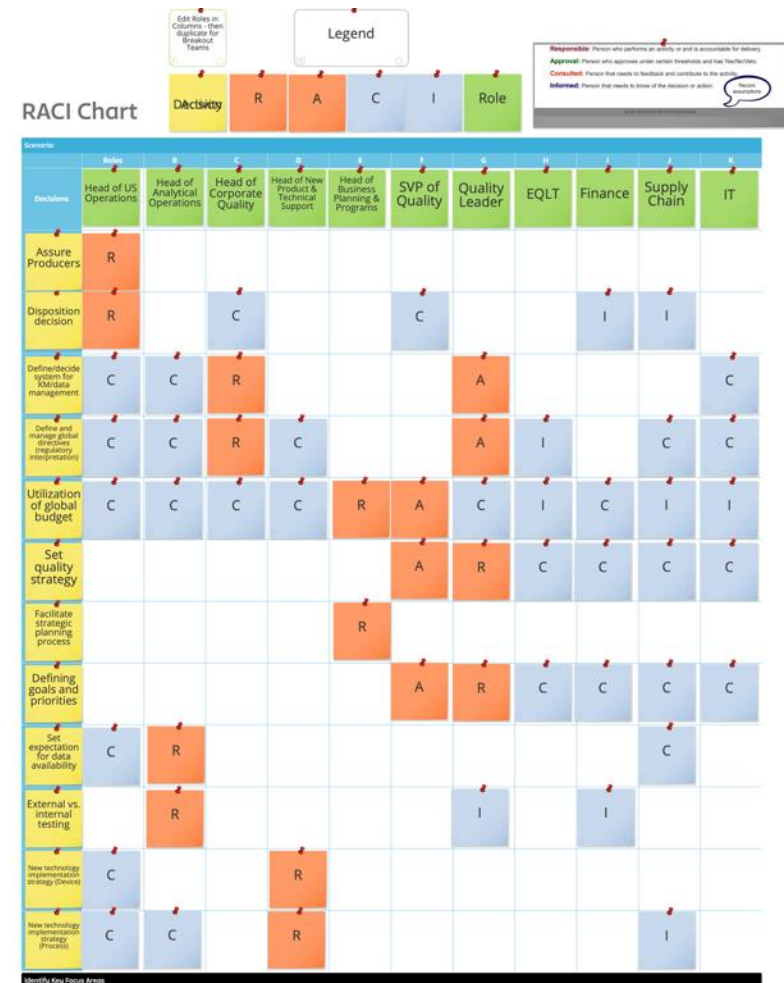 Edit Roles in
Columns - then
duplicate for
Breakout
Teams
Legend
RACI Chart
R
A
C
I
Role
Responsible: Person who performs an activity or and is accountable for delivery.
Approval: Person who approves under certain thresholds and has Yes/No/Veto.
Consulted: Person that needs to feedback and contribute to the activity.
Informed: Person that needs to know of the decision or action.
Record
assumptions
Scenario
Roles B C D E F G H I J K
Decisions
Head of US
Operations
Head of
Analytical
Operations
Head of
Corporate
Quality
Head of New
Product &
Technical
Support
Head of
Business
Planning &
Programs
SVP of
Quality
Quality
Leader
EQLT
Finance
Supply
Chain
IT
Assure
Producers
R
Disposition
decision
R C C I I
Define/decide
system for
KM/data
management
C C R A C
Define and
manage global
directives
(regulatory
interpretation)
C C R C A I C C
Utilization
of global
budget
C C C C R A C I C I I
Set
quality
strategy
A R C C C C
Facilitate
strategic
planning
process
R
Defining
goals and
priorities
A R C C C C
Set
expectation
for data
availability
C R C
External vs.
internal
testing
R I I
New technology
implementation
strategy (Device)
C R
New technology
implementation
strategy
(Process)
C C R I
Identify Key Focus Areas